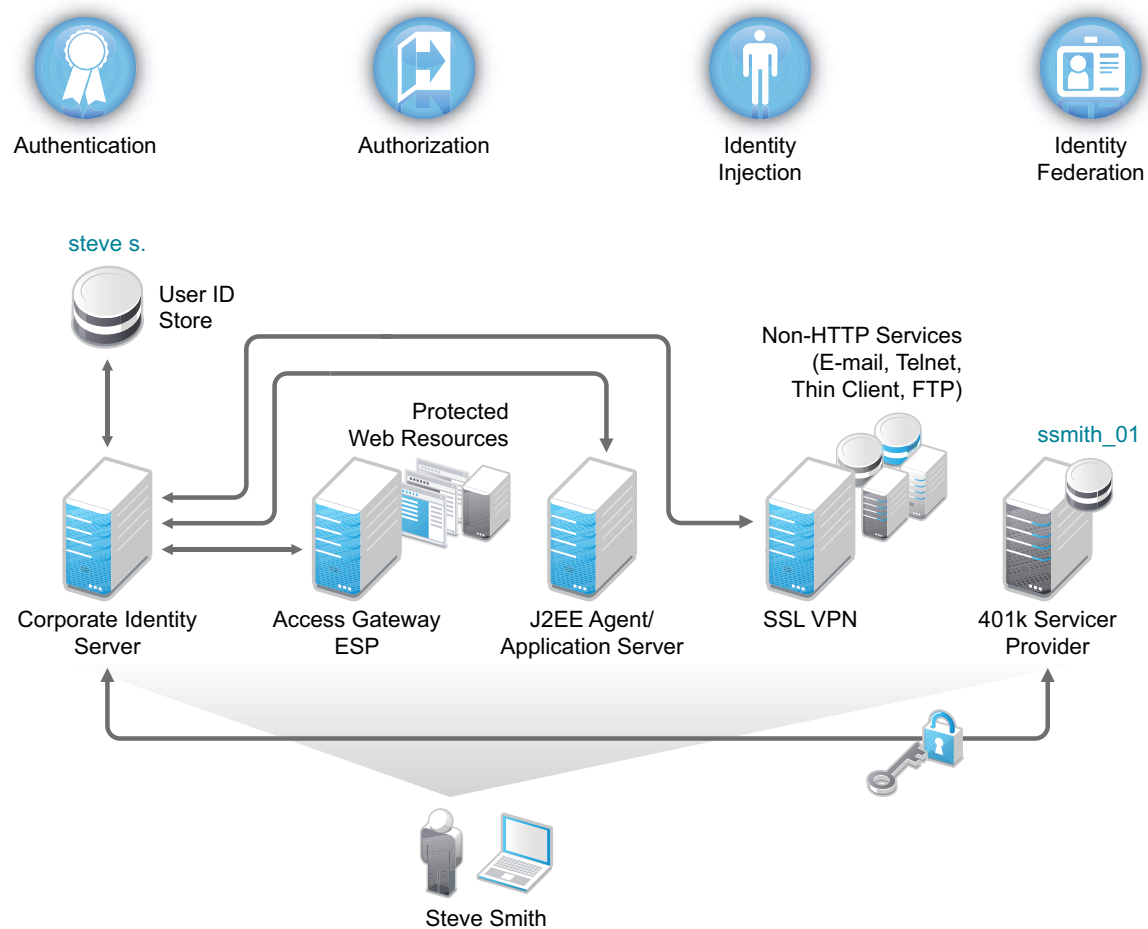 Authentication
Authorization
Identity
Injection
Identity
Federation
steve s.
User ID
Store
Non-HTTP Services
(E-mail, Telnet,
Thin Client, FTP)
Protected
Web Resources
ssmith_01
Corporate Identity
Server
Access Gateway
ESP
J2EE Agent/
Application Server
SSL VPN
401k Servicer
Provider
Steve Smith